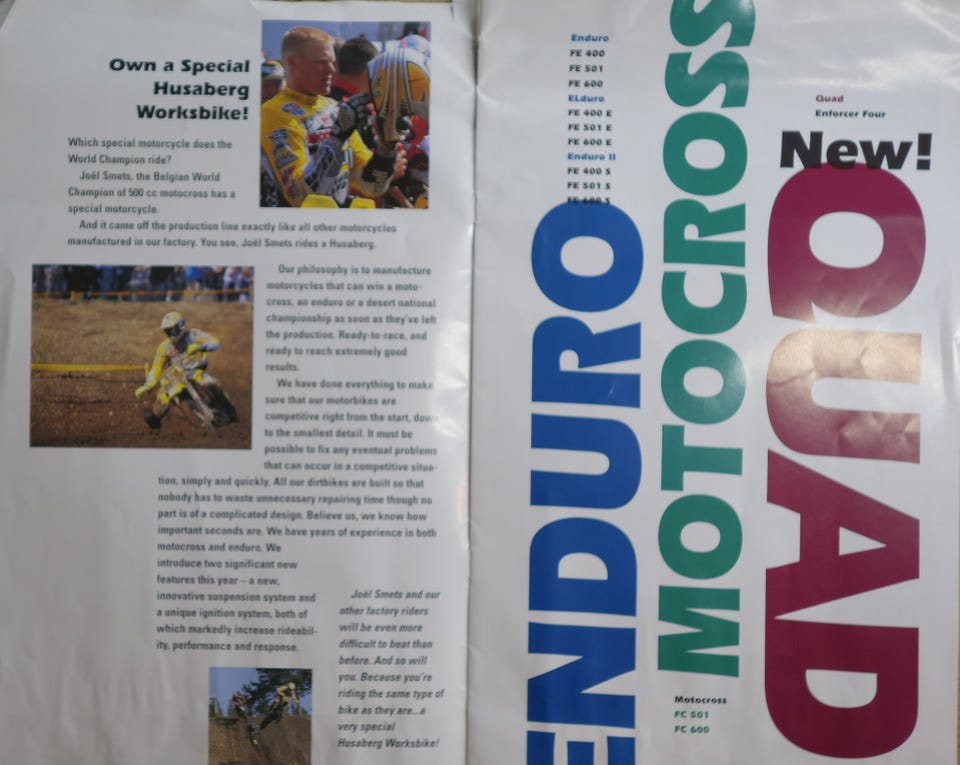 Own a Special
Husaberg
Worksbike!
Which special motorcycle does the
World Champion ride?
Joël Smets, the Belgian World
Champion of 500 cc motocross has a
special motorcycle.
And it came off the production line exactly like all other motorcycles
manufactured in our factory. You see, Joël Smets rides a Husaberg.
Our philosophy is to manufacture
motorcycles that can win a moto-
cross, an enduro or a desert national
championship as soon as they've left
the production. Ready-to-race, and
ready to reach extremely good
results.
We have done everything to make
sure that our motorbikes are
competitive right from the start, down
to the smallest detail. It must be
possible to fix any eventual problems
that can occur in a competitive situa-
tion, simply and quickly. All our dirtbikes are built so that
nobody has to waste unnecessary repairing time though no
part is of a complicated design. Believe us, we know how
important seconds are. We have years of experience in both
motocross and enduro. We
introduce two significant new
features this year – a new,
innovative suspension system and
a unique ignition system, both of
which markedly increase rideabil-
ity, performance and response.
Joël Smets and our
other factory riders
will be even more
difficult to beat than
before. And so will
you. Because you're
riding the same type of
bike as they are...a
very special
Husaberg Worksbike!
Enduro
FE 400
FE 501
FE 600
ELduro
FE 400 E
FE 501 E
FE 600 E
Enduro II
FE 400 S
FE 501 S
FE 600 S
ENDURO
MOTOCROSS
Motocross
FC 501
FC 600
Quad
Enforcer Four
New!
QUAD